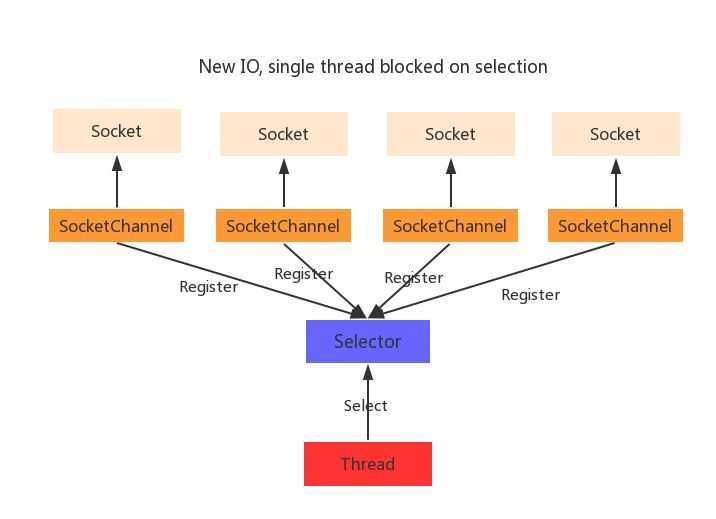 New IO, single thread blocked on selection
Socket
Socket
Socket
Socket
SocketChannel
SocketChannel
SocketChannel
SocketChannel
Register
Register
Register
Register
Selector
Select
Thread